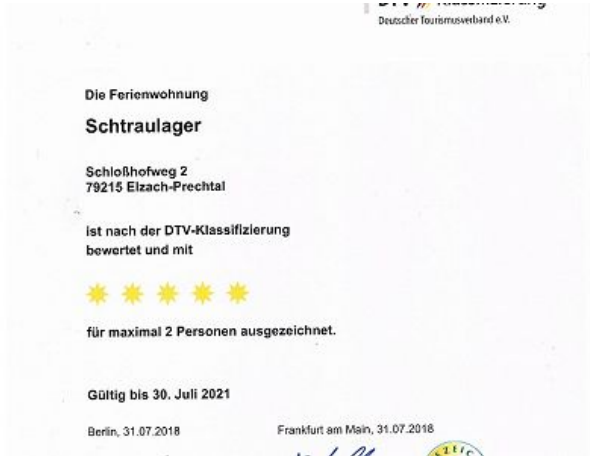 Deutscher Tourismusverband e.V.
Die Ferienwohnung
Schtraulager
Schloßhofweg 2
79215 Elzach-Prechtal
ist nach der DTV-Klassifizierung
bewertet und mit
für maximal 2 Personen ausgezeichnet.
Gültig bis 30. Juli 2021
Berlin, 31.07.2018
Frankfurt am Main, 31.07.2018